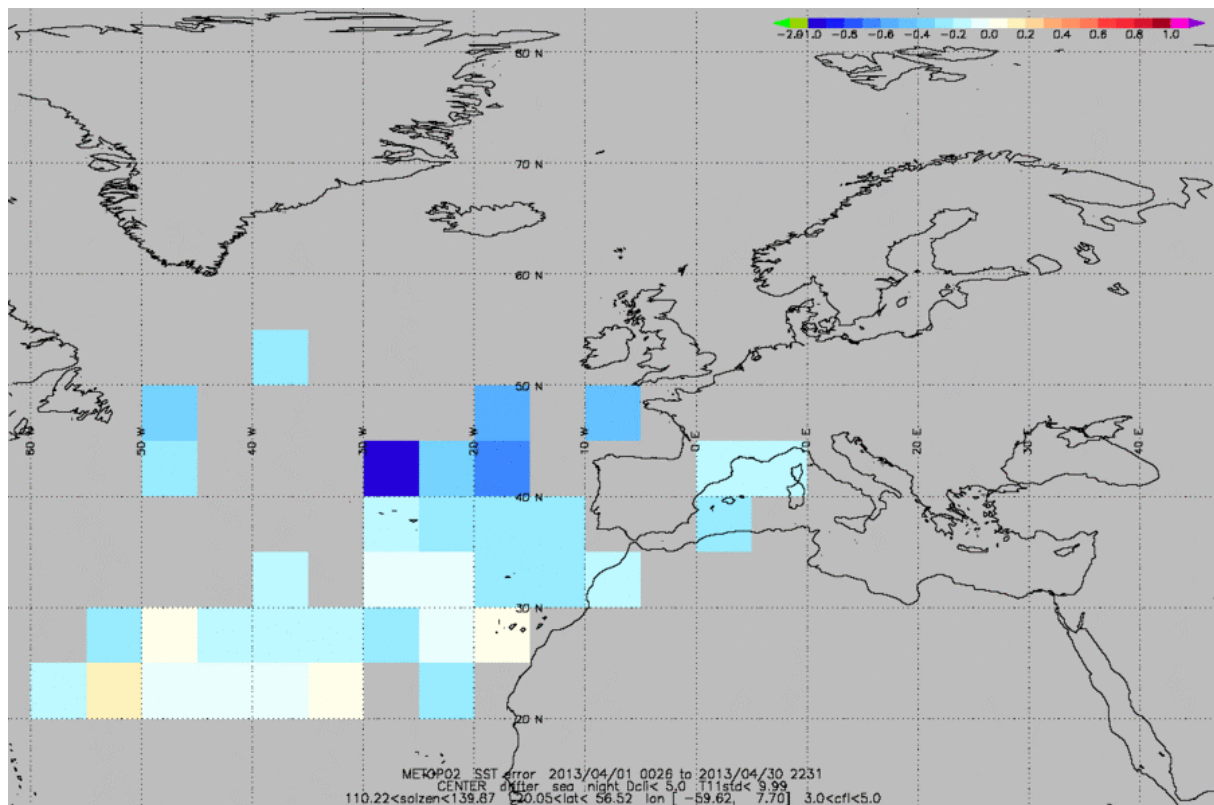 -2.0 -1.0 -0.8 -0.6 -0.4 -0.2 0.0 0.2 0.4 0.6 0.8 1.0
80 N
70 N
60 N
50 N
60 50 W 40 W 30 W 20 W 10 W 0 E 10 E 20 E 30 E 40 E
40 N
30 N
20 N
METOP02 SST error 2013/04/01 0026 to 2013/04/30 2231
CENTER drifter sea night Dcli< 5.0 T11std< 9.99
110.22<solzen<139.87 20.05<lat< 56.52 lon [ -59.62, 7.70] 3.0<cfl<5.0